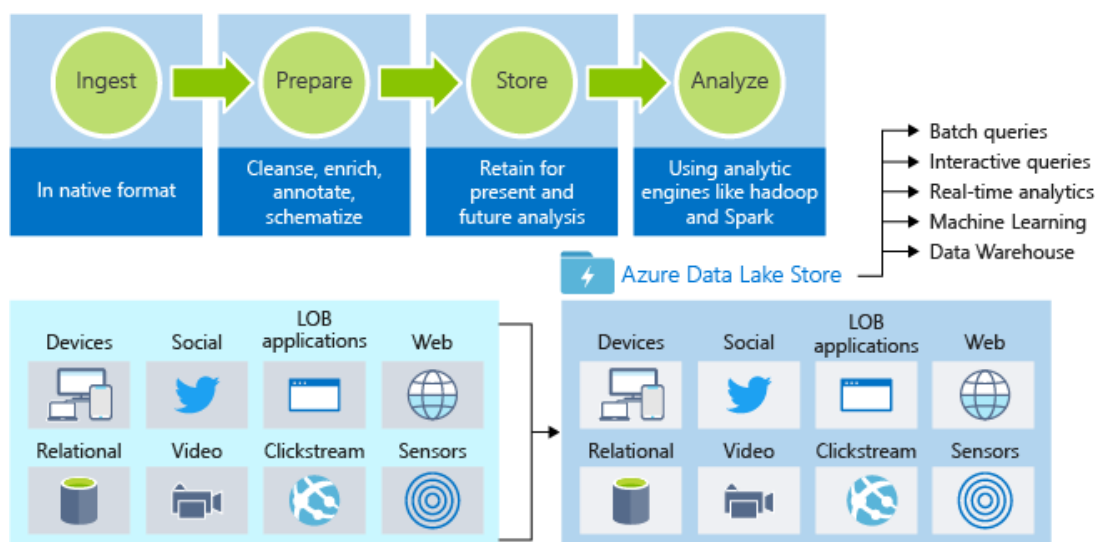 Ingest
Prepare
Store
Analyze
In native format
Cleanse, enrich,
annotate,
schematize
Retain for
present and
future analysis
Using analytic
engines like hadoop
and Spark
Batch queries
Interactive queries
Real-time analytics
Machine Learning
Data Warehouse
Azure Data Lake Store
Devices
Social
LOB
applications
Web
Relational
Video
Clickstream
Sensors
Devices
Social
LOB
applications
Web
Relational
Video
Clickstream
Sensors